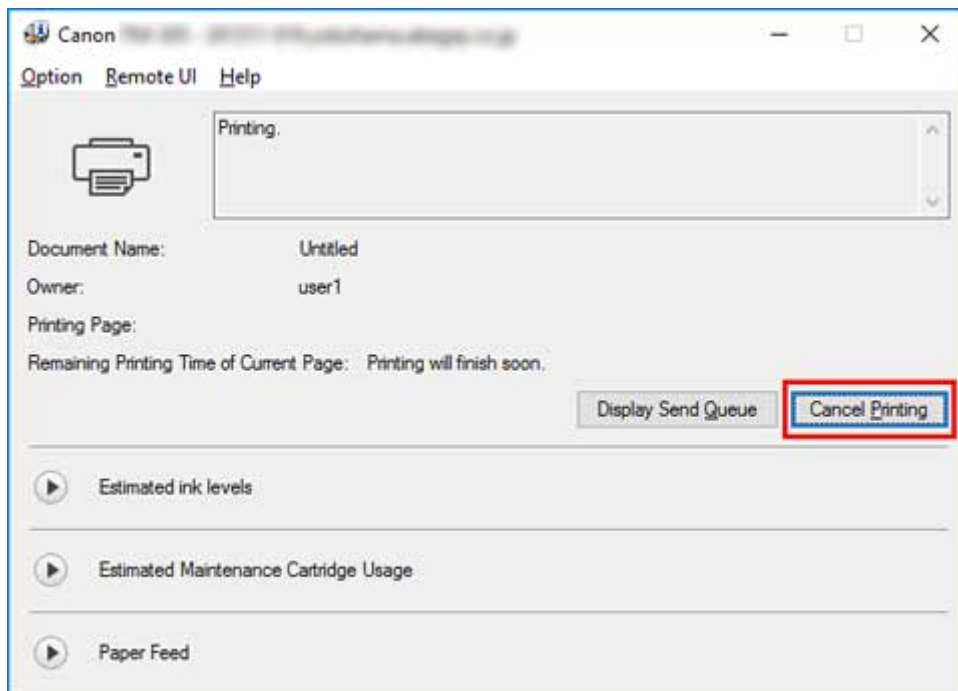 Canon
Option Remote UI Help
Printing.
Document Name: Untitled
Owner: user1
Printing Page:
Remaining Printing Time of Current Page: Printing will finish soon.
Display Send Queue Cancel Printing
Estimated ink levels
Estimated Maintenance Cartridge Usage
Paper Feed